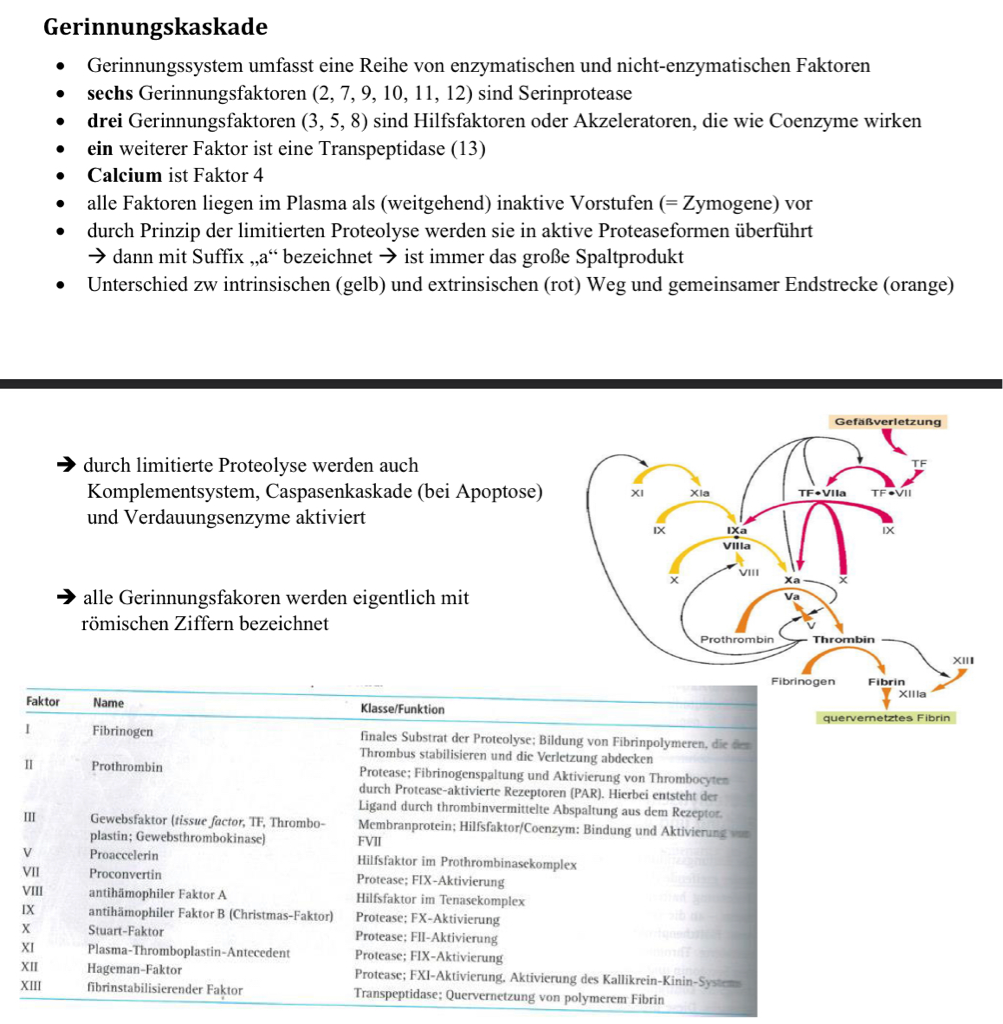 Gerinnungskaskade
• Gerinnungssystem umfasst eine Reihe von enzymatischen und nicht-enzymatischen Faktoren
• sechs Gerinnungsfaktoren (2, 7, 9, 10, 11, 12) sind Serinprotease
• drei Gerinnungsfaktoren (3, 5, 8) sind Hilfsfaktoren oder Akzeleratoren, die wie Coenzyme wirken
• ein weiterer Faktor ist eine Transpeptidase (13)
• Calcium ist Faktor 4
• alle Faktoren liegen im Plasma als (weitgehend) inaktive Vorstufen (= Zymogene) vor
• durch Prinzip der limitierten Proteolyse werden sie in aktive Proteaseformen überführt
→ dann mit Suffix „a“ bezeichnet → ist immer das große Spaltprodukt
• Unterschied zw intrinsischen (gelb) und extrinsischen (rot) Weg und gemeinsamer Endstrecke (orange)
➔ durch limitierte Proteolyse werden auch
Komplementsystem, Caspasenkaskade (bei Apoptose)
und Verdauungsenzyme aktiviert
➔ alle Gerinnungsfakoren werden eigentlich mit
römischen Ziffern bezeichnet
Gefäßverletzung
TF
XI XIa TF•VIIa TF•VII
IX IXa IX
VIIIa
X VIII Xa X
Va
V
Prothrombin Thrombin
XIII
Fibrinogen Fibrin
XIIIa
quervernetztes Fibrin
Faktor Name Klasse/Funktion
I Fibrinogen finales Substrat der Proteolyse; Bildung von Fibrinpolymeren, die den
Thrombus stabilisieren und die Verletzung abdecken
II Prothrombin Protease; Fibrinogenspaltung und Aktivierung von Thrombocyten
durch Protease-aktivierte Rezeptoren (PAR). Hierbei entsteht der
Ligand durch thrombinvermittelte Abspaltung aus dem Rezeptor.
III Gewebsfaktor (tissue factor, TF, Thrombo- Membranprotein; Hilfsfaktor/Coenzym: Bindung und Aktivierung von
plastin; Gewebsthrombokinase) FVII
V Proaccelerin Hilfsfaktor im Prothrombinasekomplex
VII Proconvertin Protease; FIX-Aktivierung
VIII antihämophiler Faktor A Hilfsfaktor im Tenasekomplex
IX antihämophiler Faktor B (Christmas-Faktor) Protease; FX-Aktivierung
X Stuart-Faktor Protease; FII-Aktivierung
XI Plasma-Thromboplastin-Antecedent Protease; FIX-Aktivierung
XII Hageman-Faktor Protease; FXI-Aktivierung, Aktivierung des Kallikrein-Kinin-Systems
XIII fibrinstabilisierender Faktor Transpeptidase; Quervernetzung von polymerem Fibrin